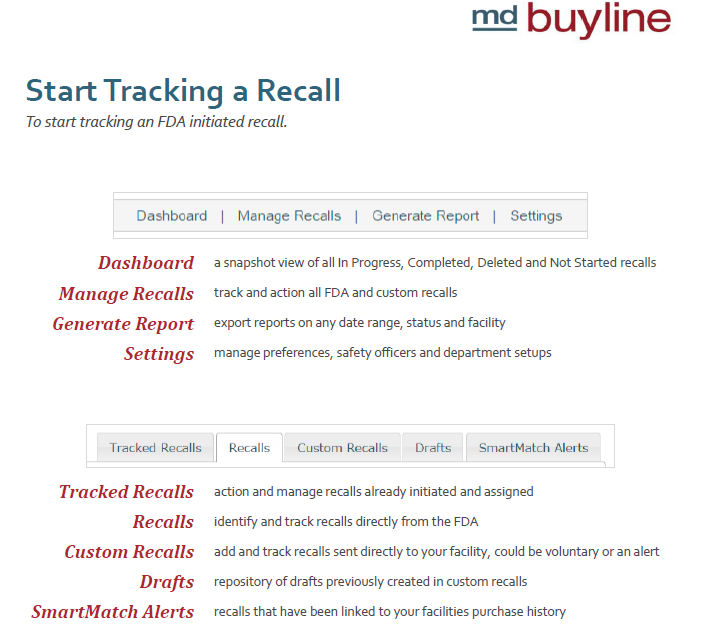 md buyline
Start Tracking a Recall
To start tracking an FDA initiated recall.
Dashboard | Manage Recalls | Generate Report | Settings
Dashboard a snapshot view of all In Progress, Completed, Deleted and Not Started recalls
Manage Recalls track and action all FDA and custom recalls
Generate Report export reports on any date range, status and facility
Settings manage preferences, safety officers and department setups
Tracked Recalls Recalls Custom Recalls Drafts SmartMatch Alerts
Tracked Recalls action and manage recalls already initiated and assigned
Recalls identify and track recalls directly from the FDA
Custom Recalls add and track recalls sent directly to your facility, could be voluntary or an alert
Drafts repository of drafts previously created in custom recalls
SmartMatch Alerts recalls that have been linked to your facilities purchase history